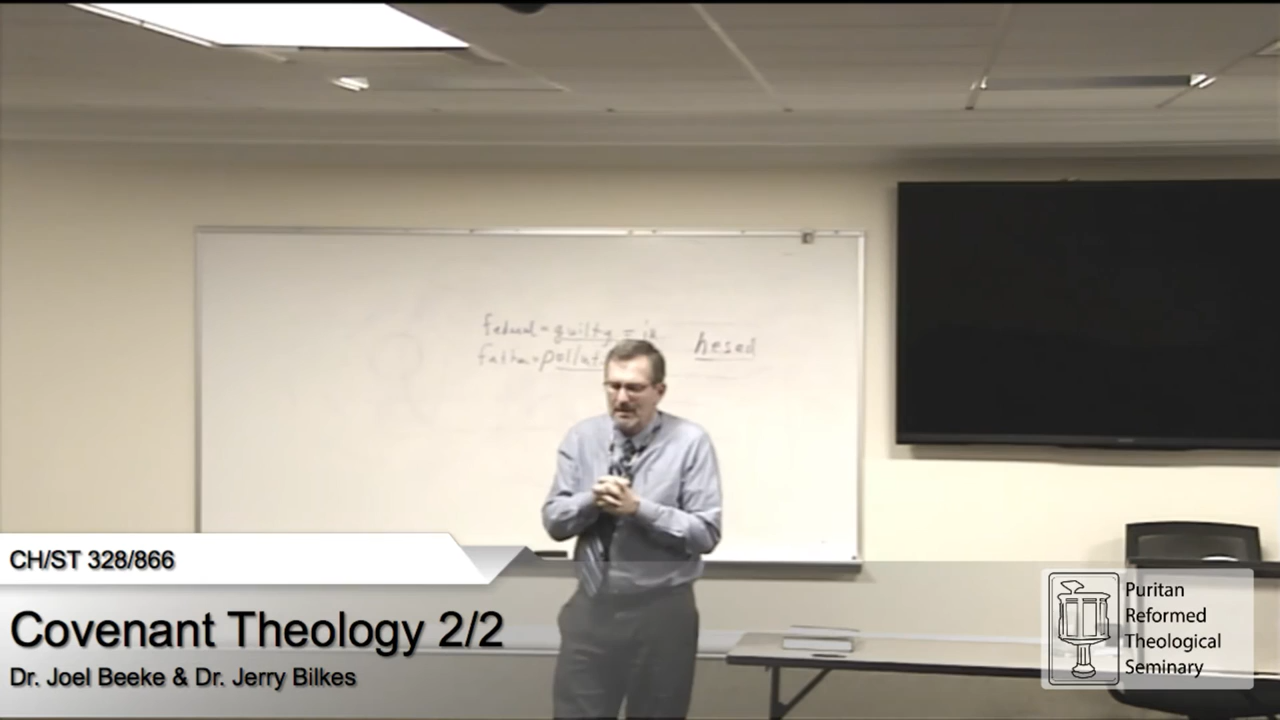 federal = guilty =
hesed
CH/ST 328/866
Covenant Theology 2/2
Dr. Joel Beeke & Dr. Jerry Bilkes
Puritan
Reformed
Theological
Seminary